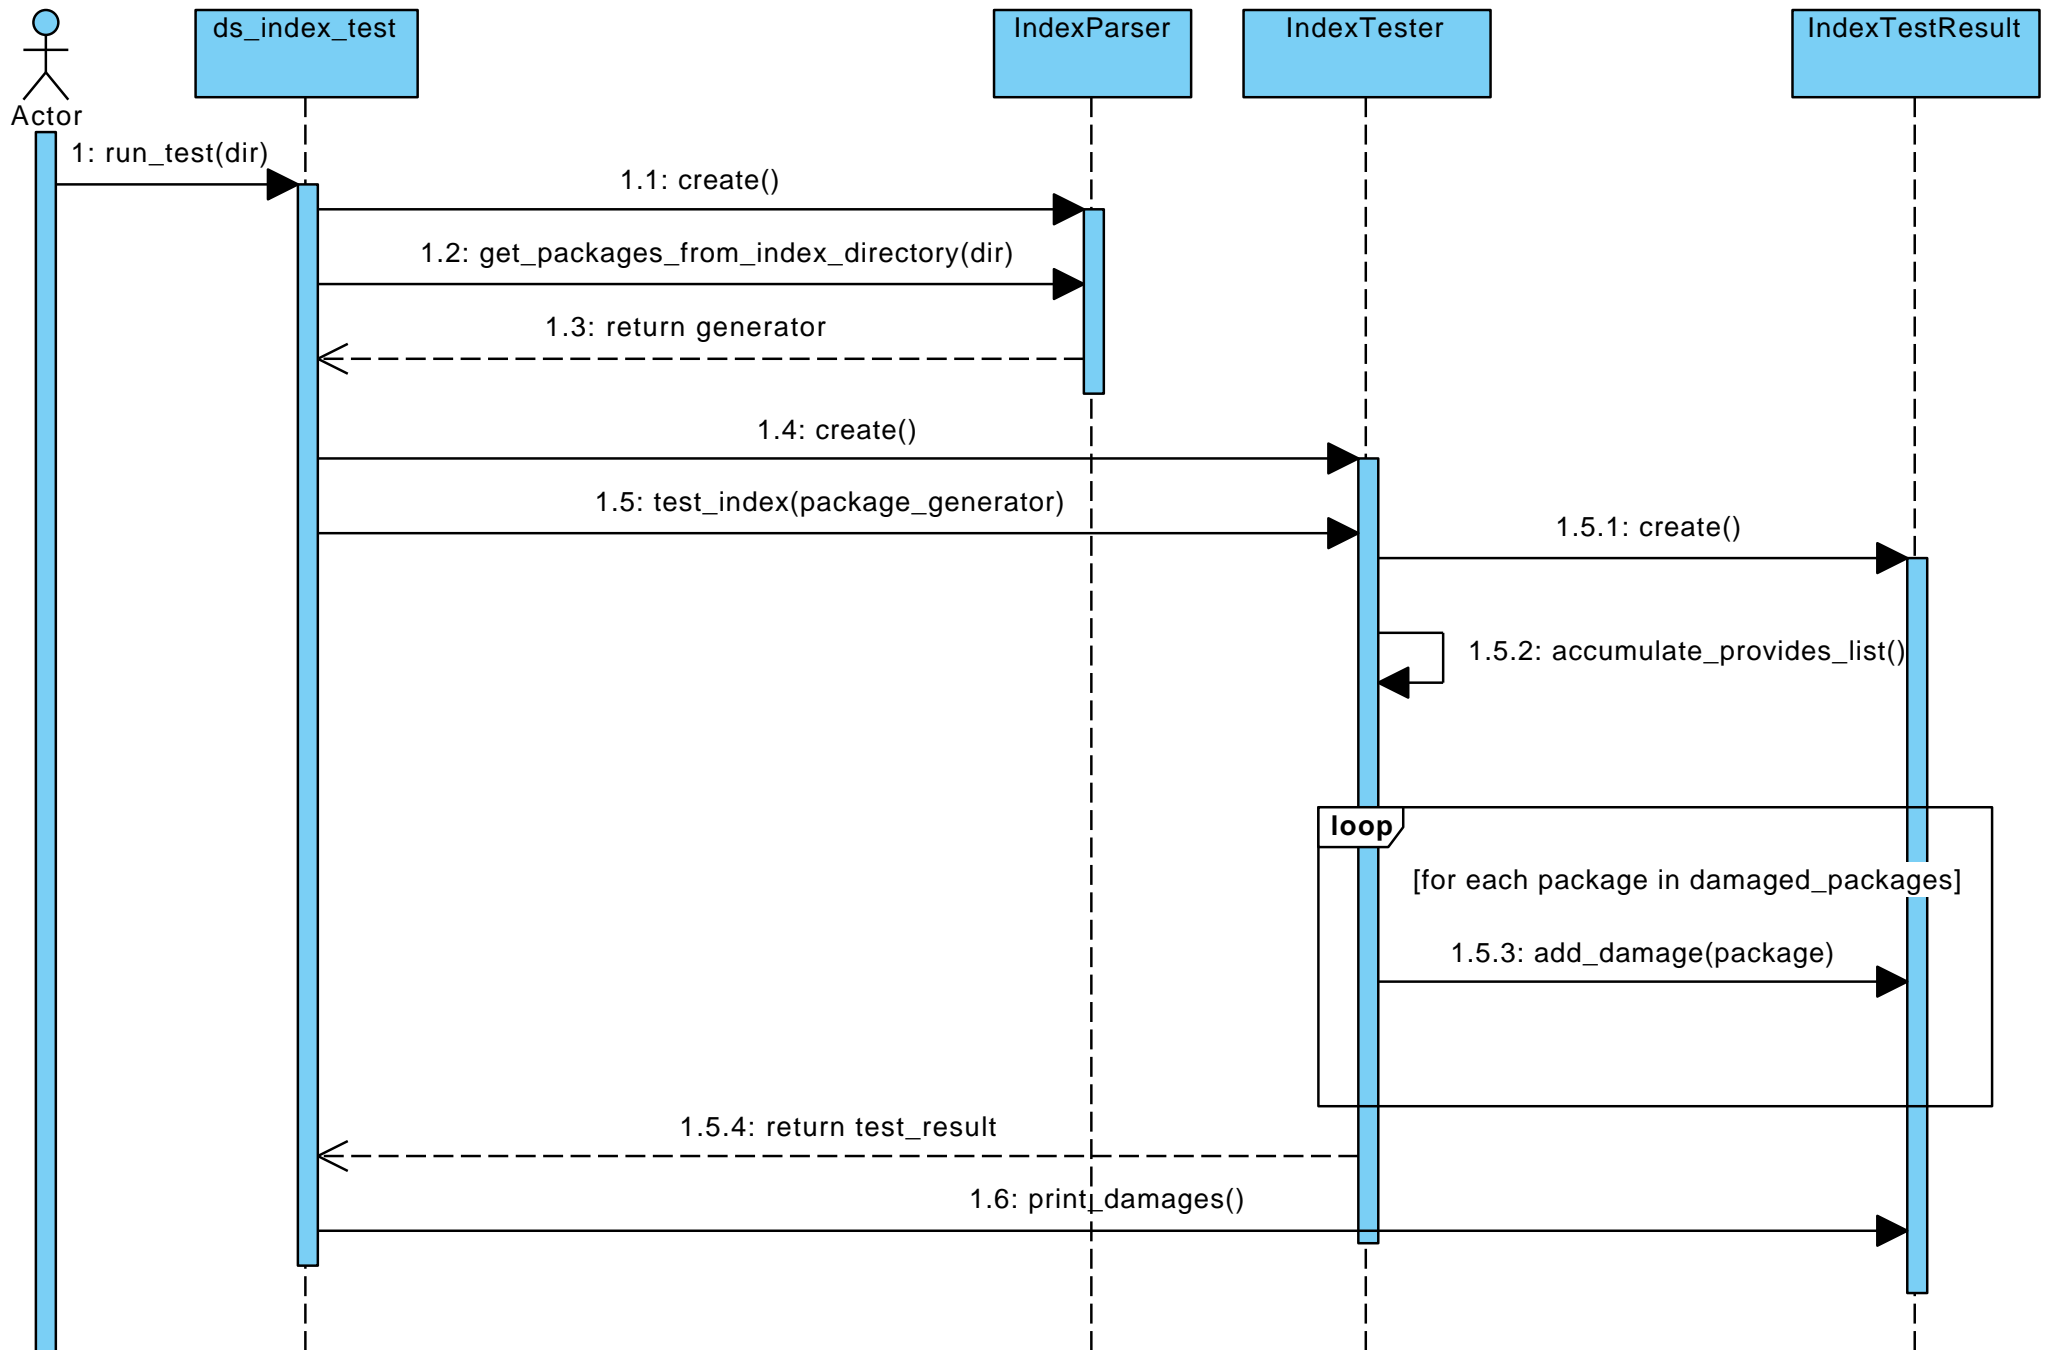 ds_index_test
IndexParser
IndexTester
IndexTestResult
Actor
1: run_test(dir)
1.1: create()
1.2: get_packages_from_index_directory(dir)
1.3: return generator
1.4: create()
1.5: test_index(package_generator)
1.5.1: create()
1.5.2: accumulate_provides_list()
loop
[for each package in damaged_packages]
1.5.3: add_damage(package)
1.5.4: return test_result
1.6: print_damages()